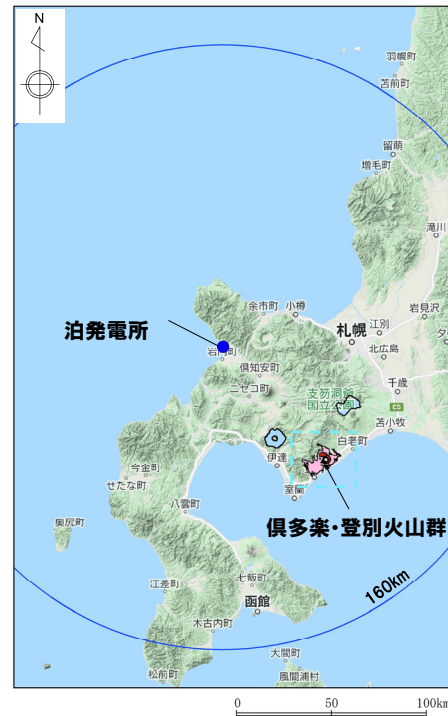 N
羽幌町
苫前町
留萌
増毛町
滝川
余市町
小樽
岩見沢
泊発電所
札幌
江別
夕
岩内町
北広島
倶知安町
千歳
ニセコ町
支笏洞爺
国立公園
C5
苫小牧
白老町
伊達
今金町
室蘭
せたな町
八雲町
倶多楽・登別火山群
奥尻町
160km
江差町
七飯町
函館
木古内町
大間町
松前町
風間浦村
0 50 100km